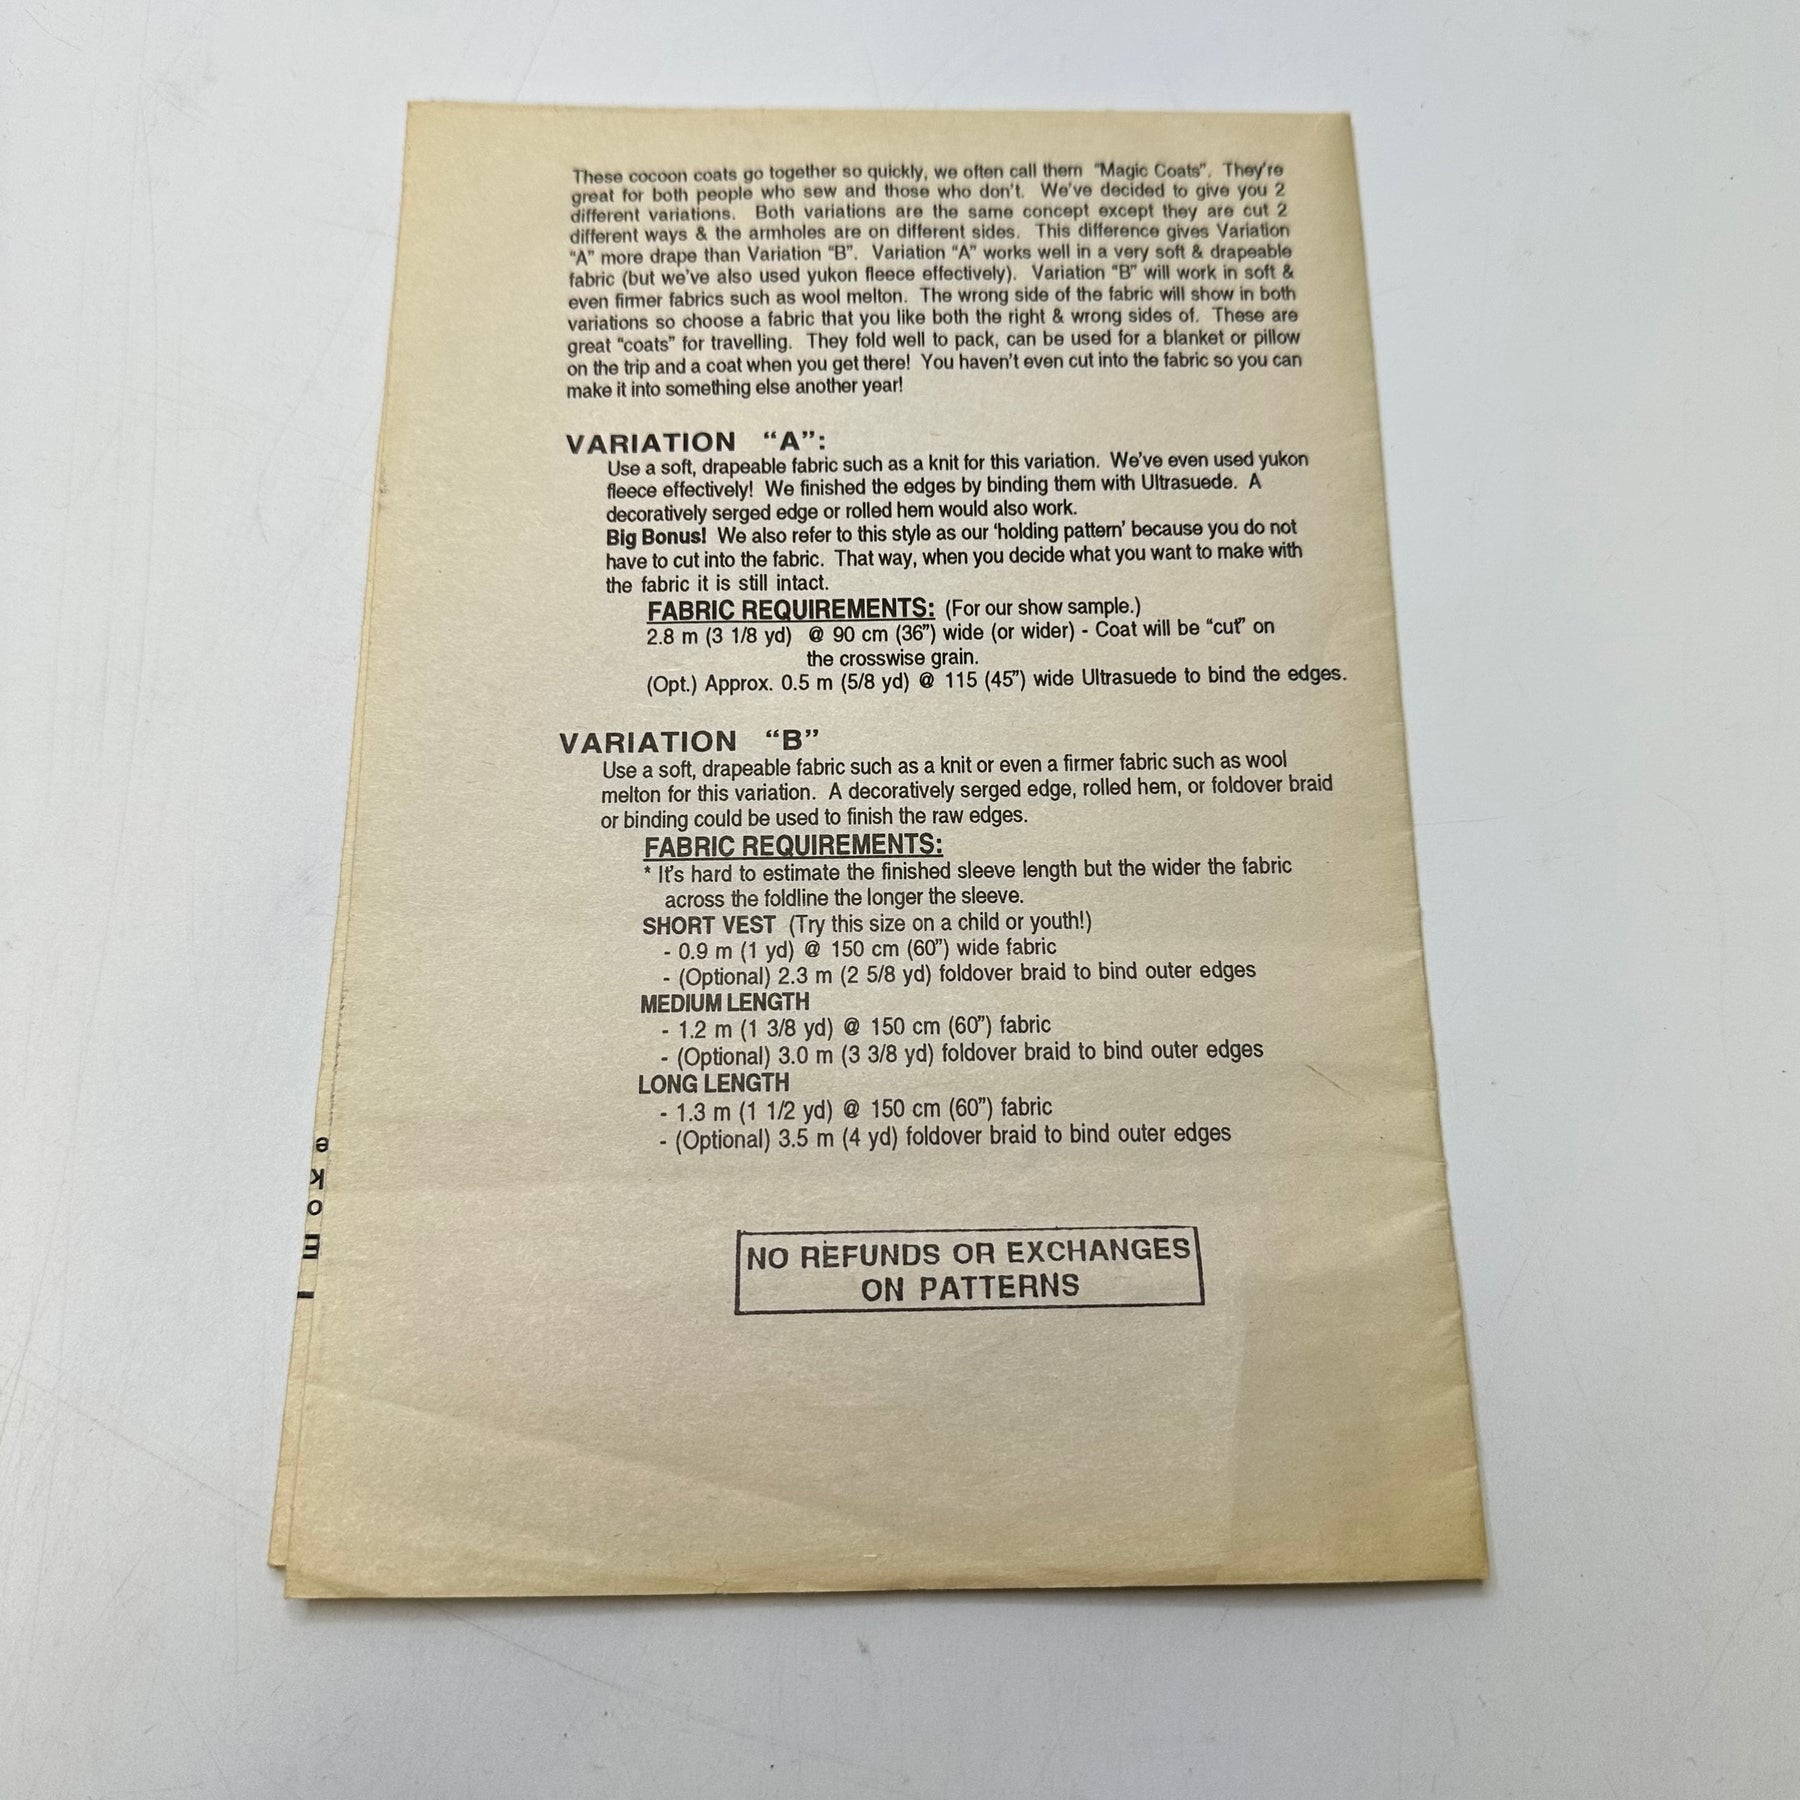 These cocoon coats go together so quickly, we often call them "Magic Coats". They're
great for both people who sew and those who don't. We've decided to give you 2
different variations. Both variations are the same concept except they are cut 2
different ways & the armholes are on different sides. This difference gives Variation
"A" more drape than Variation "B". Variation "A" works well in a very soft & drapeable
fabric (but we've also used yukon fleece effectively). Variation "B" will work in soft &
even firmer fabrics such as wool melton. The wrong side of the fabric will show in both
variations so choose a fabric that you like both the right & wrong sides of. These are
great "coats" for travelling. They fold well to pack, can be used for a blanket or pillow
on the trip and a coat when you get there! You haven't even cut into the fabric so you can
make it into something else another year!
VARIATION "A":
Use a soft, drapeable fabric such as a knit for this variation. We've even used yukon
fleece effectively! We finished the edges by binding them with Ultrasuede. A
decoratively serged edge or rolled hem would also work.
Big Bonus! We also refer to this style as our 'holding pattern' because you do not
have to cut into the fabric. That way, when you decide what you want to make with
the fabric it is still intact.
FABRIC REQUIREMENTS: (For our show sample.)
2.8 m (3 1/8 yd) @ 90 cm (36") wide (or wider) - Coat will be "cut" on
the crosswise grain.
(Opt.) Approx. 0.5 m (5/8 yd) @ 115 (45") wide Ultrasuede to bind the edges.
VARIATION "B"
Use a soft, drapeable fabric such as a knit or even a firmer fabric such as wool
melton for this variation. A decoratively serged edge, rolled hem, or foldover braid
or binding could be used to finish the raw edges.
FABRIC REQUIREMENTS:
* It's hard to estimate the finished sleeve length but the wider the fabric
across the foldline the longer the sleeve.
SHORT VEST (Try this size on a child or youth!)
- 0.9 m (1 yd) @ 150 cm (60") wide fabric
- (Optional) 2.3 m (2 5/8 yd) foldover braid to bind outer edges
MEDIUM LENGTH
- 1.2 m (1 3/8 yd) @ 150 cm (60") fabric
- (Optional) 3.0 m (3 3/8 yd) foldover braid to bind outer edges
LONG LENGTH
- 1.3 m (1 1/2 yd) @ 150 cm (60") fabric
- (Optional) 3.5 m (4 yd) foldover braid to bind outer edges
NO REFUNDS OR EXCHANGES
ON PATTERNS